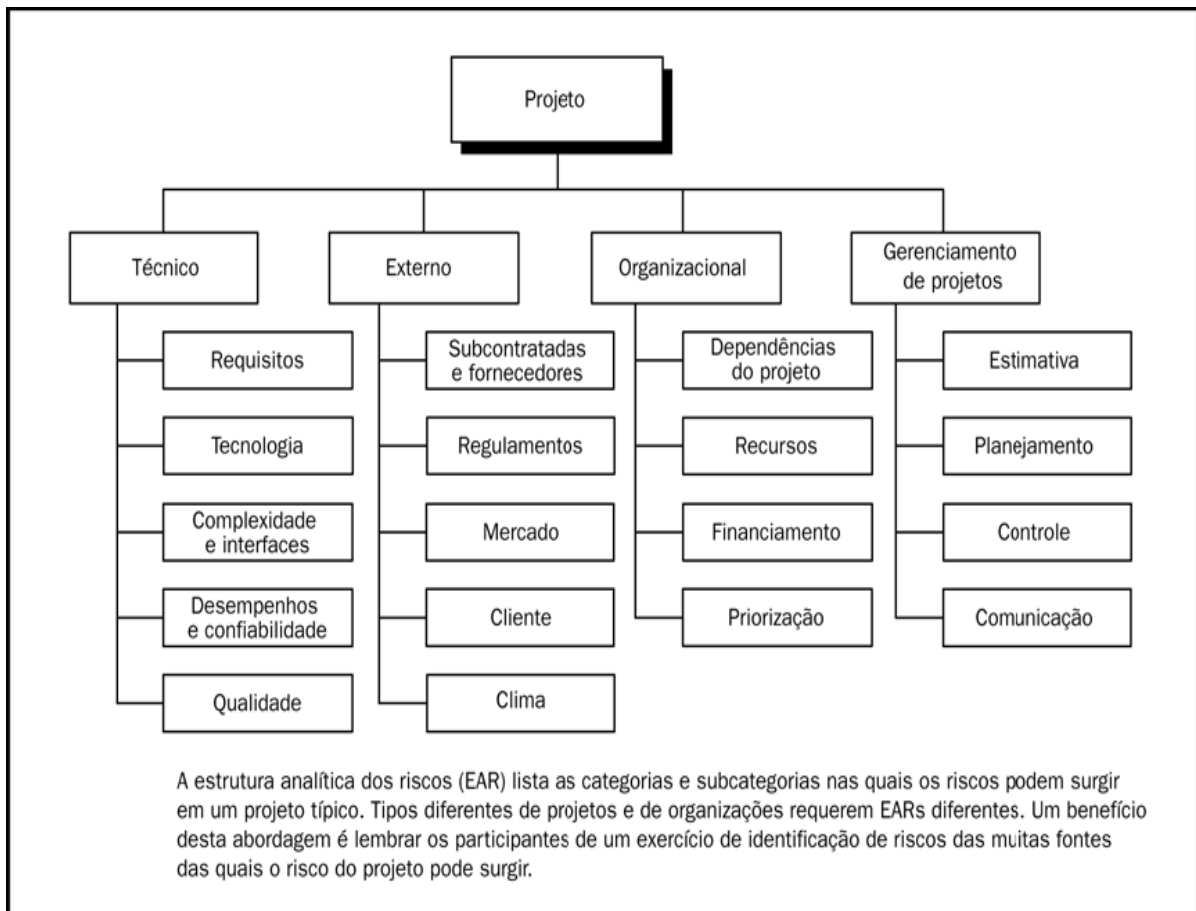 Projeto
Técnico
Externo
Organizacional
Gerenciamento
de projetos
Requisitos
Subcontratadas
e fornecedores
Dependências
do projeto
Estimativa
Tecnologia
Regulamentos
Recursos
Planejamento
Complexidade
e interfaces
Mercado
Financiamento
Controle
Desempenhos
e confiabilidade
Cliente
Priorização
Comunicação
Qualidade
Clima
A estrutura analítica dos riscos (EAR) lista as categorias e subcategorias nas quais os riscos podem surgir
em um projeto típico. Tipos diferentes de projetos e de organizações requerem EARs diferentes. Um benefício
desta abordagem é lembrar os participantes de um exercício de identificação de riscos das muitas fontes
das quais o risco do projeto pode surgir.